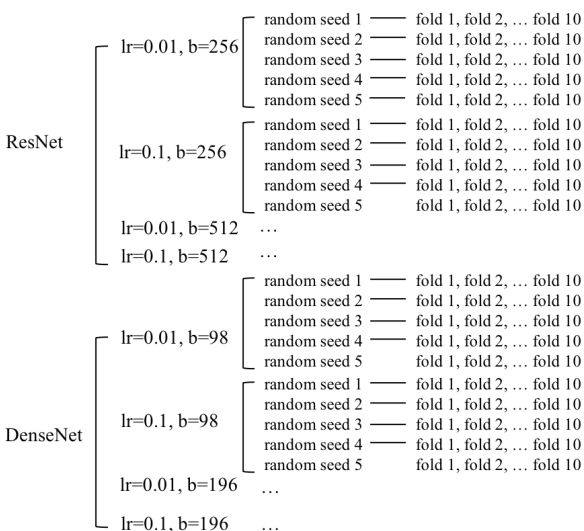 ResNet
lr=0.01, b=256
random seed 1 fold 1, fold 2, … fold 10
random seed 2 fold 1, fold 2, … fold 10
random seed 3 fold 1, fold 2, … fold 10
random seed 4 fold 1, fold 2, … fold 10
random seed 5 fold 1, fold 2, … fold 10
lr=0.1, b=256
random seed 1 fold 1, fold 2, … fold 10
random seed 2 fold 1, fold 2, … fold 10
random seed 3 fold 1, fold 2, … fold 10
random seed 4 fold 1, fold 2, … fold 10
random seed 5 fold 1, fold 2, … fold 10
lr=0.01, b=512 …
lr=0.1, b=512 …
DenseNet
lr=0.01, b=98
random seed 1 fold 1, fold 2, … fold 10
random seed 2 fold 1, fold 2, … fold 10
random seed 3 fold 1, fold 2, … fold 10
random seed 4 fold 1, fold 2, … fold 10
random seed 5 fold 1, fold 2, … fold 10
lr=0.1, b=98
random seed 1 fold 1, fold 2, … fold 10
random seed 2 fold 1, fold 2, … fold 10
random seed 3 fold 1, fold 2, … fold 10
random seed 4 fold 1, fold 2, … fold 10
random seed 5 fold 1, fold 2, … fold 10
lr=0.01, b=196 …
lr=0.1, b=196 …